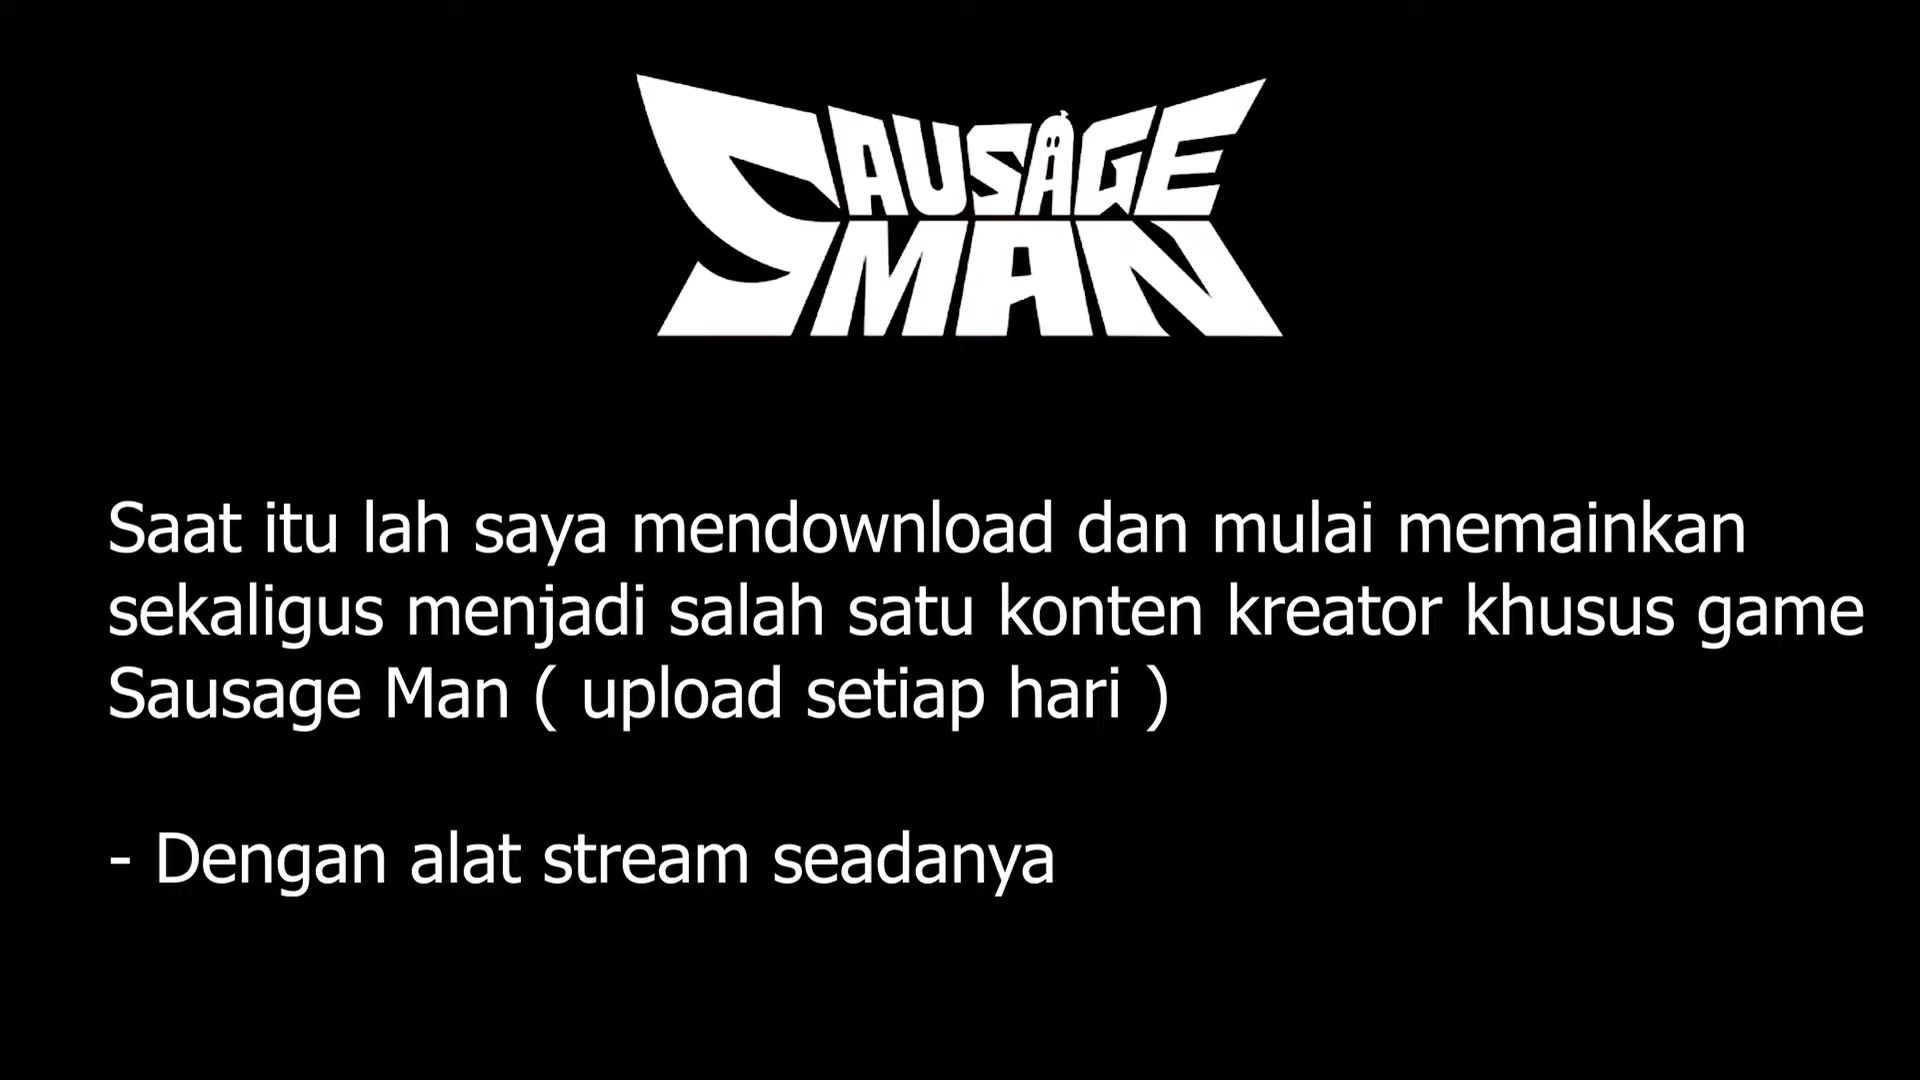 SAUSAGE
MAN
Saat itu lah saya mendownload dan mulai memainkan
sekaligus menjadi salah satu konten kreator khusus game
Sausage Man ( upload setiap hari )
- Dengan alat stream seadanya